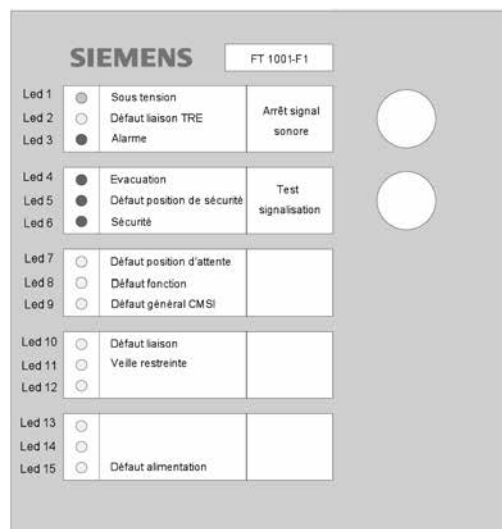 SIEMENS
FT 1001-F1
Led 1 Sous tension
Led 2 Défaut liaison TRE
Led 3 Alarme
Arrêt signal
sonore
Led 4 Evacuation
Led 5 Défaut position de sécurité
Led 6 Sécurité
Test
signalisation
Led 7 Défaut position d'attente
Led 8 Défaut fonction
Led 9 Défaut général CMSI
Led 10 Défaut liaison
Led 11 Veille restreinte
Led 12
Led 13
Led 14
Led 15 Défaut alimentation